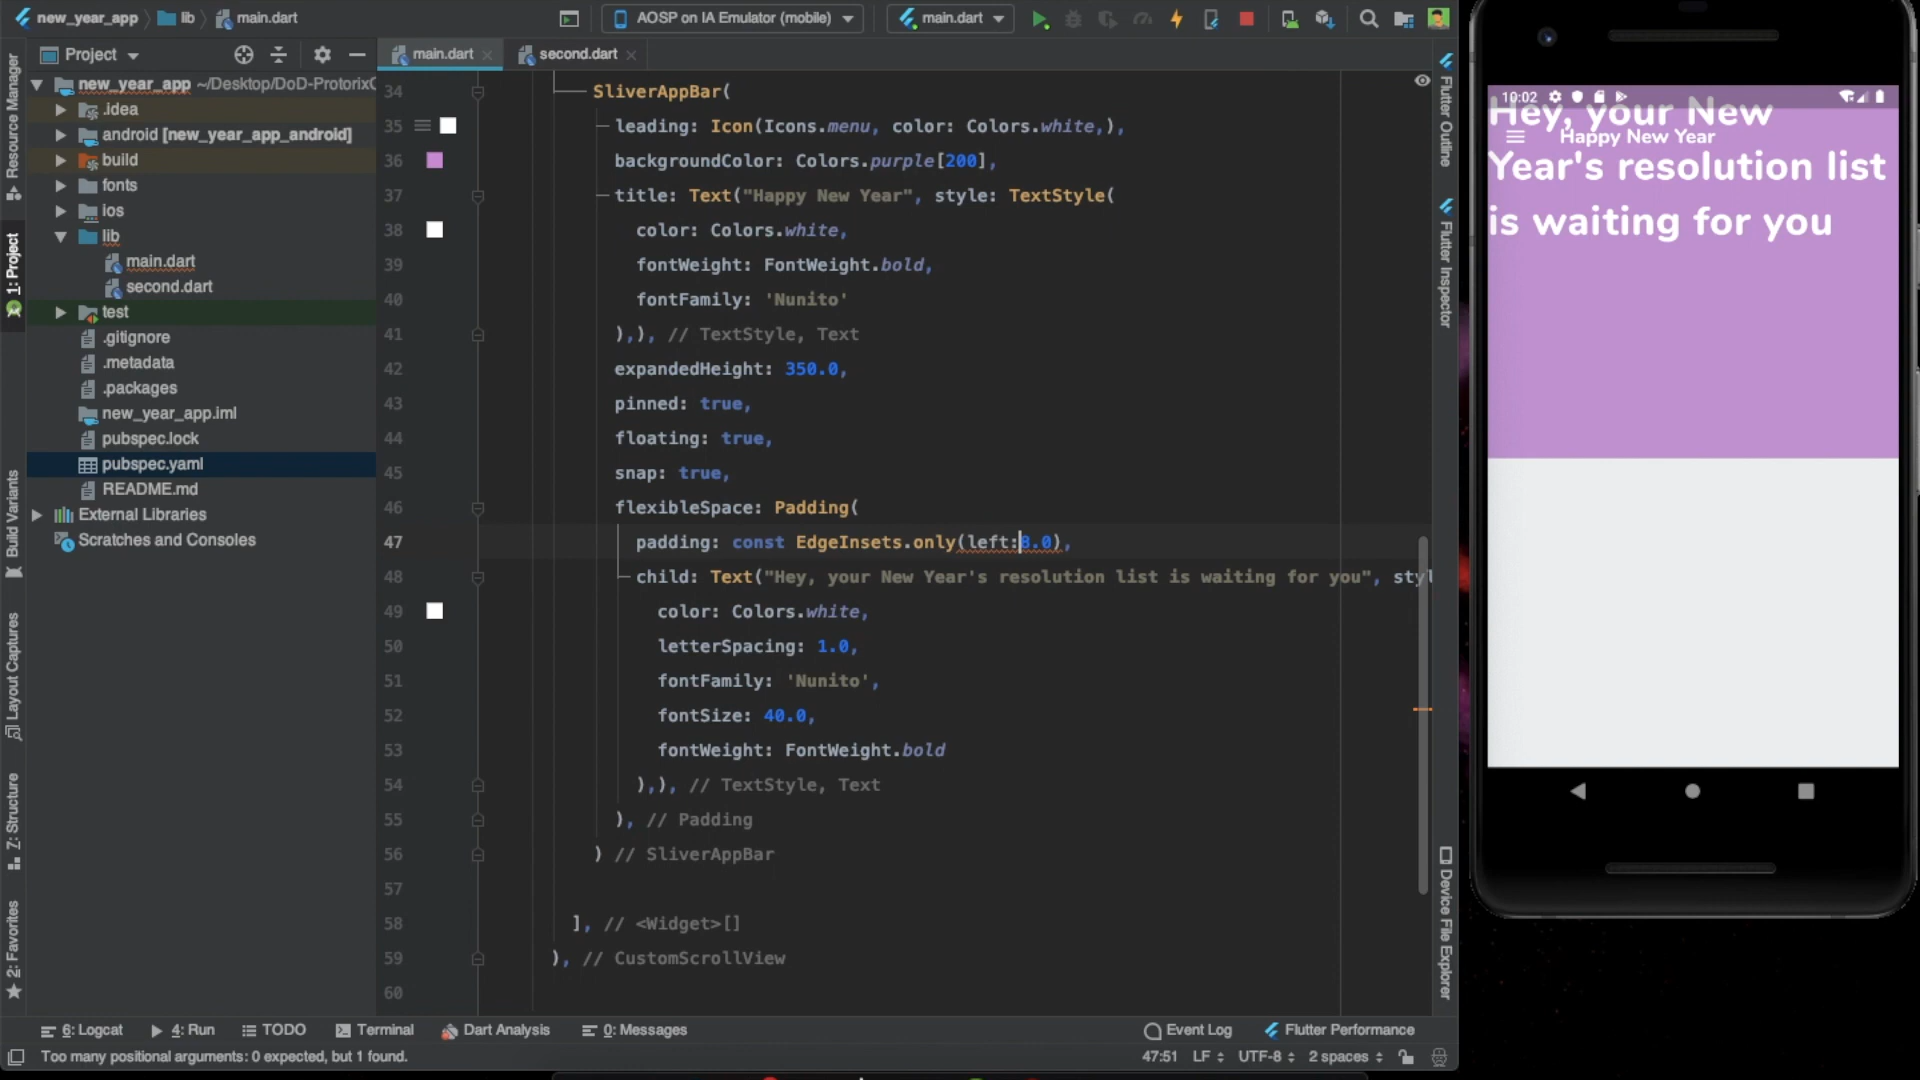 new_year_app
lib
main.dart
AOSP on IA Emulator (mobile)
main.dart
Project
main.dart
second.dart
new_year_app ~/Desktop/DoD-ProtorixC
.idea
android [new_year_app_android]
build
fonts
ios
lib
main.dart
second.dart
test
.gitignore
.metadata
.packages
new_year_app.iml
pubspec.lock
pubspec.yaml
README.md
External Libraries
Scratches and Consoles
Resource Manager
1: Project
Build Variants
Layout Captures
7: Structure
2: Favorites
34 SliverAppBar(
35 leading: Icon(Icons.menu, color: Colors.white,),
36 backgroundColor: Colors.purple[200],
37 title: Text("Happy New Year", style: TextStyle(
38 color: Colors.white,
39 fontWeight: FontWeight.bold,
40 fontFamily: 'Nunito'
41 ),), // TextStyle, Text
42 expandedHeight: 350.0,
43 pinned: true,
44 floating: true,
45 snap: true,
46 flexibleSpace: Padding(
47 padding: const EdgeInsets.only(left:8.0),
48 child: Text("Hey, your New Year's resolution list is waiting for you", styl
49 color: Colors.white,
50 letterSpacing: 1.0,
51 fontFamily: 'Nunito',
52 fontSize: 40.0,
53 fontWeight: FontWeight.bold
54 ),), // TextStyle, Text
55 ), // Padding
56 ) // SliverAppBar
57
58 ], // <Widget>[]
59 ), // CustomScrollView
60
Flutter Outline
Flutter Inspector
Device File Explorer
10:02
Hey, your New
Happy New Year
Year's resolution list
is waiting for you
6: Logcat
4: Run
TODO
Terminal
Dart Analysis
0: Messages
Event Log
Flutter Performance
Too many positional arguments: 0 expected, but 1 found.
47:51 LF UTF-8 2 spaces